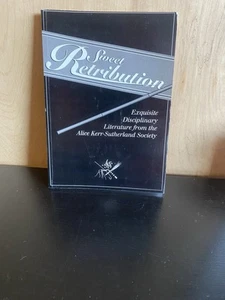 Sweet
Retribution
Exquisite
Disciplinary
Literature from the
Alice Kerr-Sutherland Society